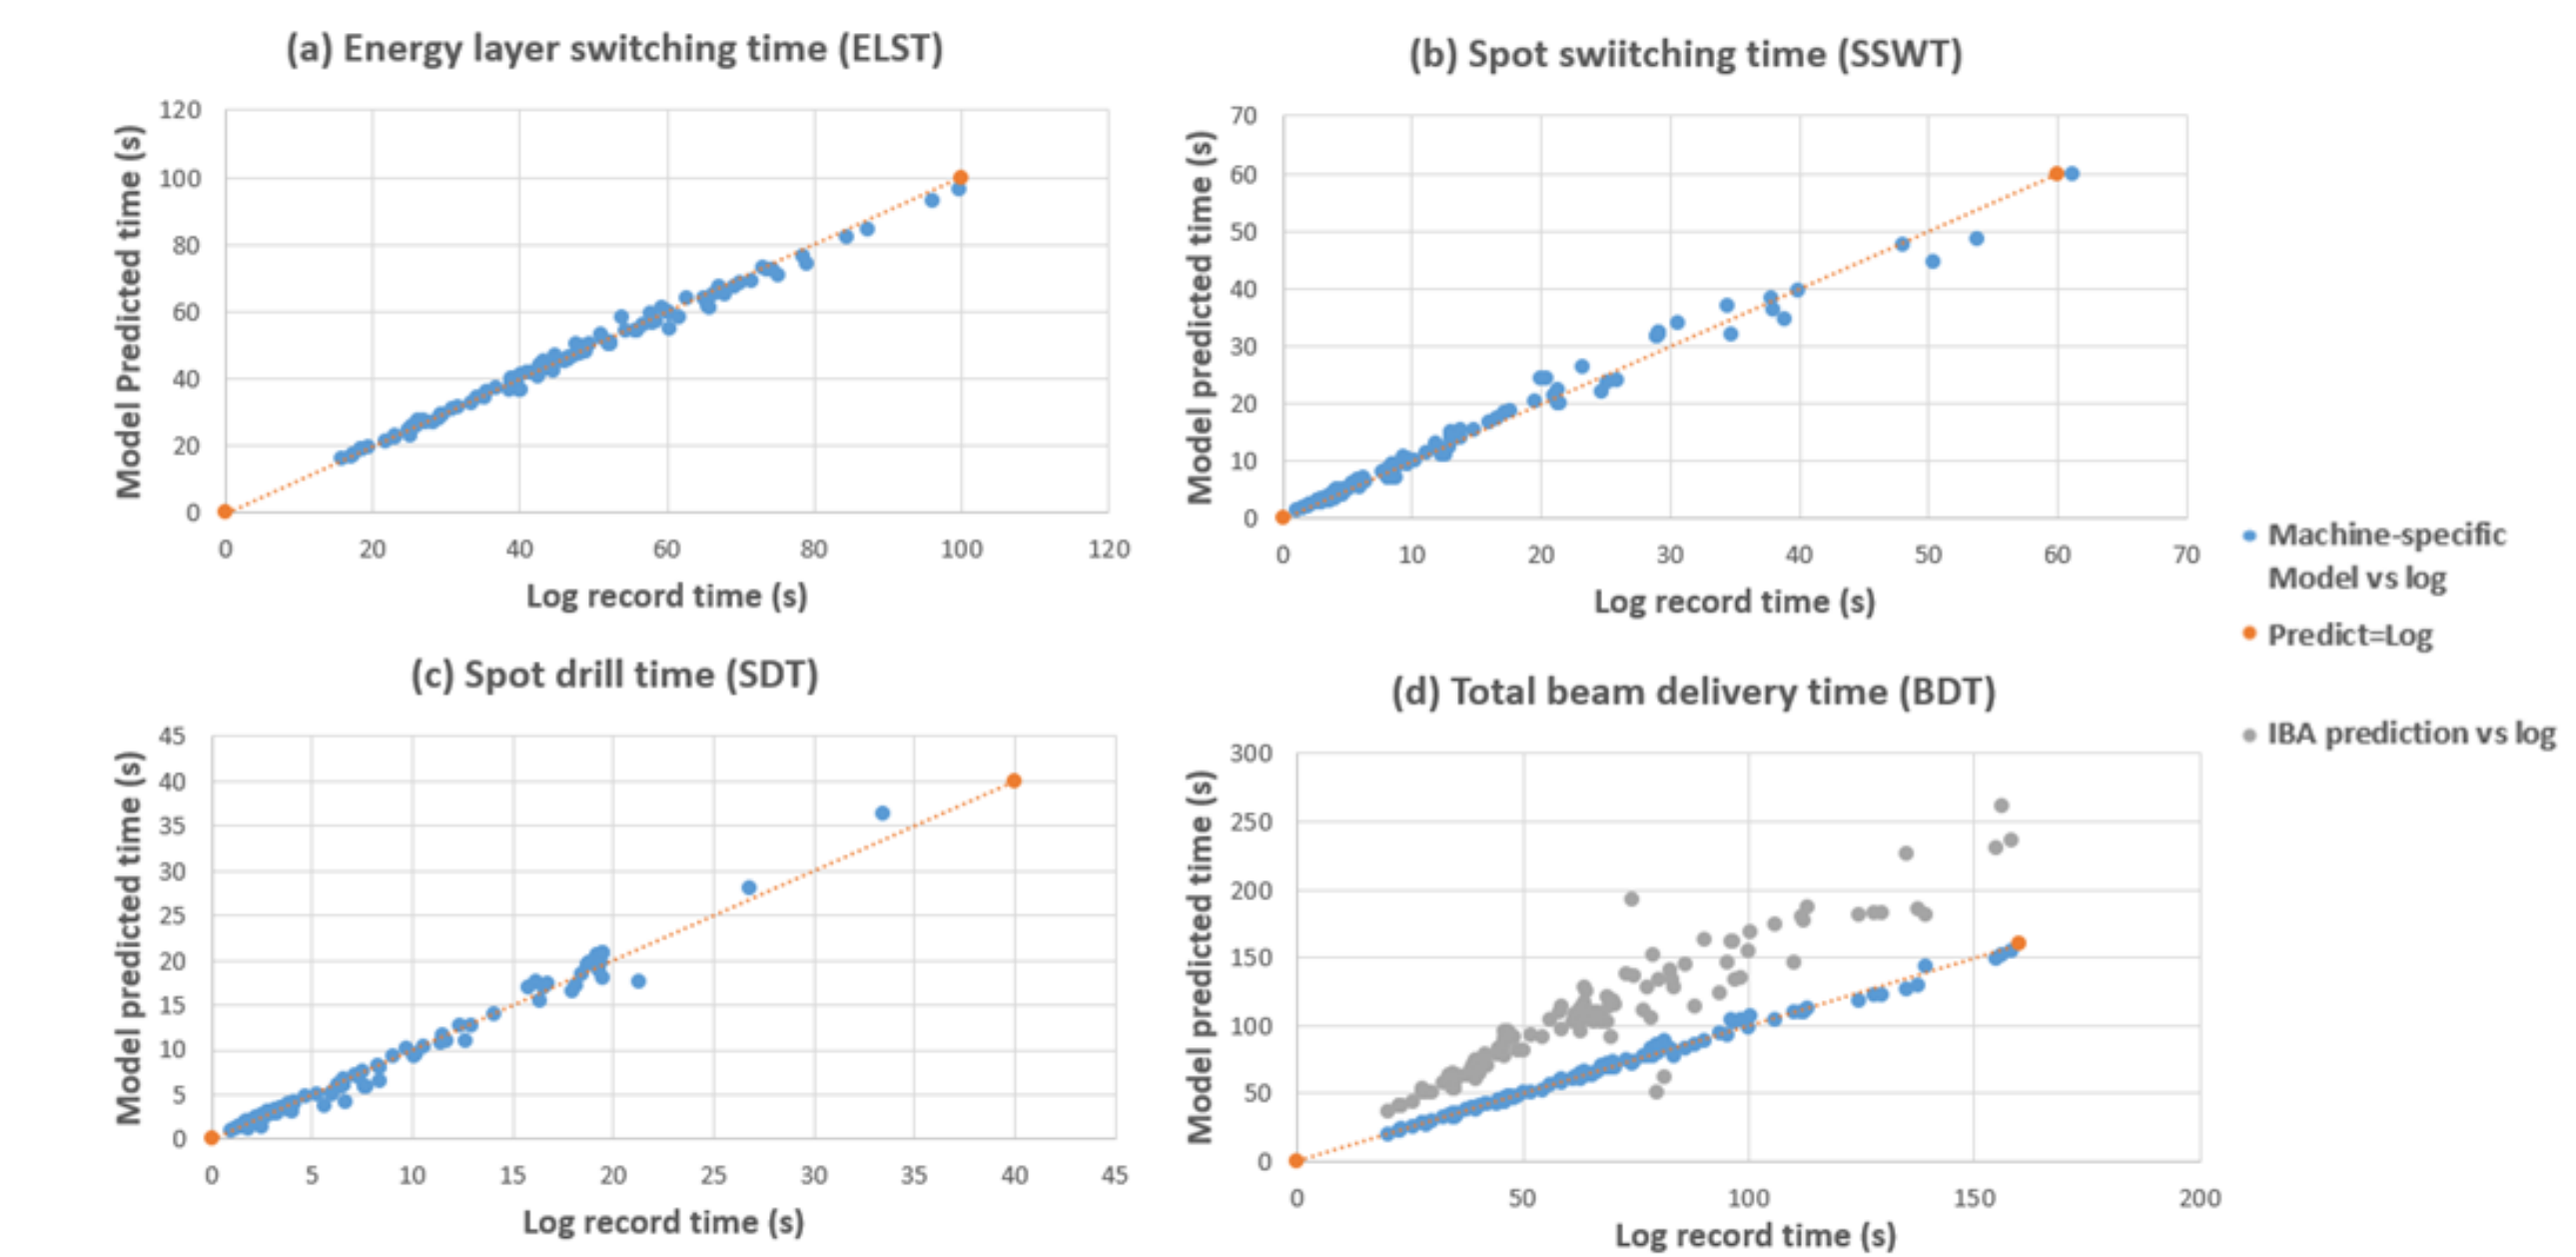 (a) Energy layer switching time (ELST)
Model Predicted time (s)
120
100
80
60
40
20
0
0 20 40 60 80 100 120
Log record time (s)
(b) Spot swiitching time (SSWT)
Model predicted time (s)
70
60
50
40
30
20
10
0
0 10 20 30 40 50 60 70
Log record time (s)
(c) Spot drill time (SDT)
Model predicted time (s)
45
40
35
30
25
20
15
10
5
0
0 5 10 15 20 25 30 35 40 45
Log record time (s)
(d) Total beam delivery time (BDT)
Model predicted time (s)
300
250
200
150
100
50
0
0 50 100 150 200
Log record time (s)
Machine-specific
Model vs log
Predict=Log
IBA prediction vs log